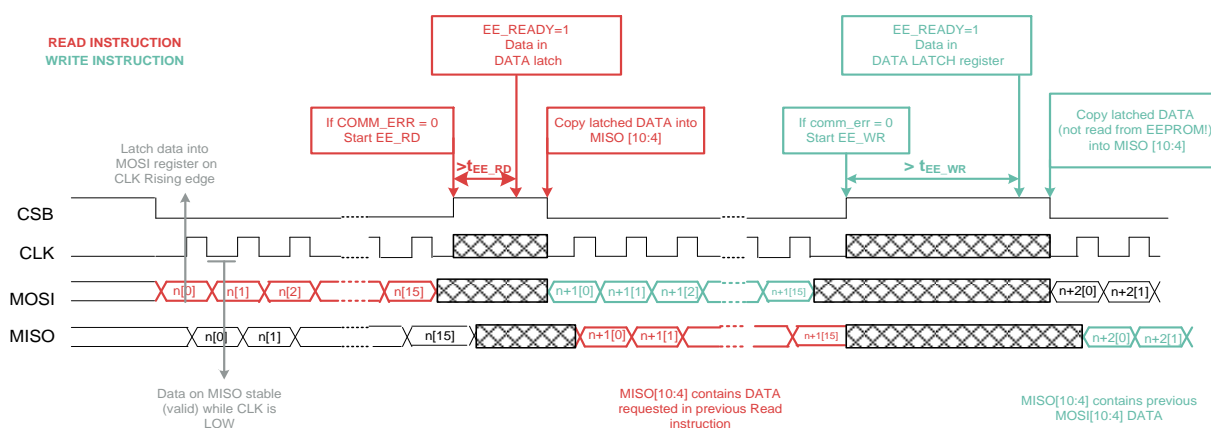 READ INSTRUCTION
WRITE INSTRUCTION
EE_READY=1
Data in
DATA latch
EE_READY=1
Data in
DATA LATCH register
If COMM_ERR = 0
Start EE_RD
Copy latched DATA into
MISO [10:4]
If comm_err = 0
Start EE_WR
Copy latched DATA
(not read from EEPROM!)
into MISO [10:4]
Latch data into
MOSI register on
CLK Rising edge
>tEE_RD
> tEE_WR
CSB
CLK
MOSI
n[0] n[1] n[2] n[15] n+1[0] n+1[1] n+1[2] n+1[15] n+2[0] n+2[1]
MISO
n[0] n[1] n[15] n+1[0] n+1[1] n+1[15] n+2[0] n+2[1]
Data on MISO stable
(valid) while CLK is
LOW
MISO[10:4] contains DATA
requested in previous Read
instruction
MISO[10:4] contains previous
MOSI[10:4] DATA